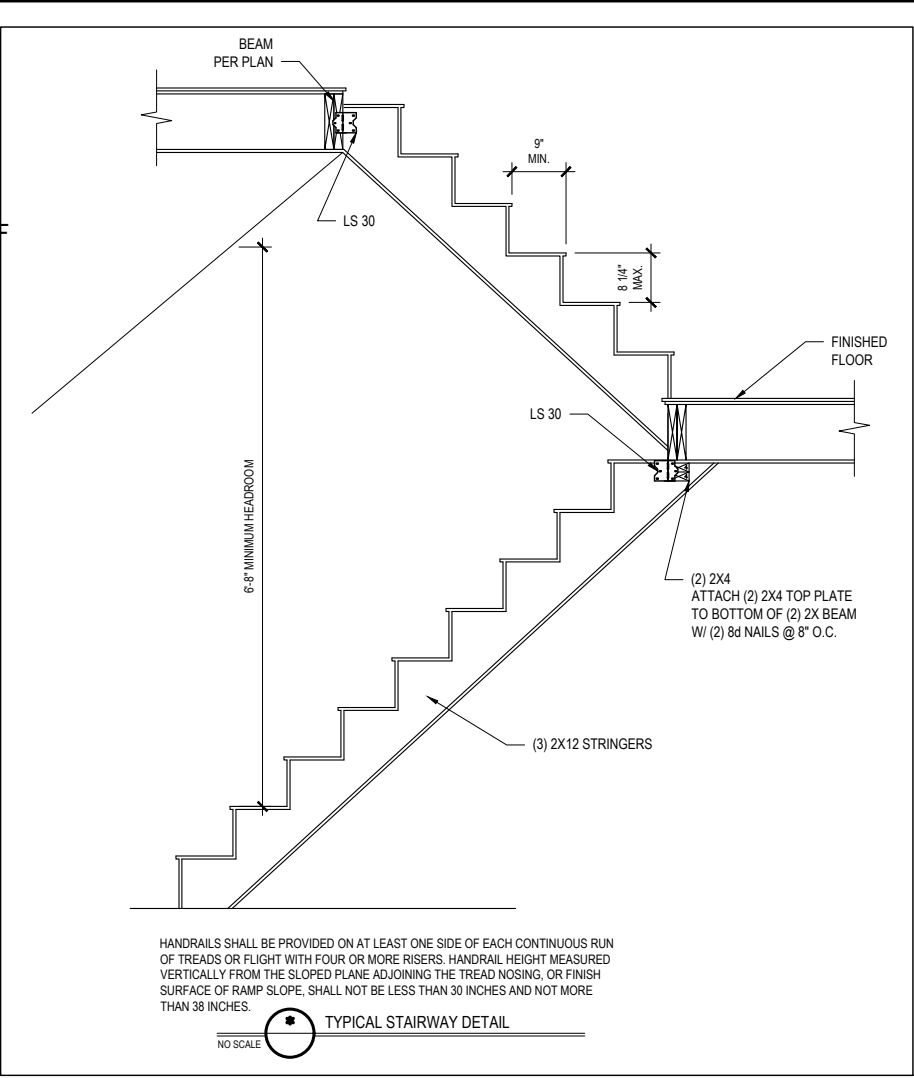 BEAM
PER PLAN
9"
MIN.
LS 30
8 1/4"
MAX.
FINISHED
FLOOR
LS 30
6'-8" MINIMUM HEADROOM
(2) 2X4
ATTACH (2) 2X4 TOP PLATE
TO BOTTOM OF (2) 2X BEAM
W/ (2) 8d NAILS @ 8" O.C.
(3) 2X12 STRINGERS
HANDRAILS SHALL BE PROVIDED ON AT LEAST ONE SIDE OF EACH CONTINUOUS RUN
OF TREADS OR FLIGHT WITH FOUR OR MORE RISERS. HANDRAIL HEIGHT MEASURED
VERTICALLY FROM THE SLOPED PLANE ADJOINING THE TREAD NOSING, OR FINISH
SURFACE OF RAMP SLOPE, SHALL NOT BE LESS THAN 30 INCHES AND NOT MORE
THAN 38 INCHES.
* TYPICAL STAIRWAY DETAIL
NO SCALE